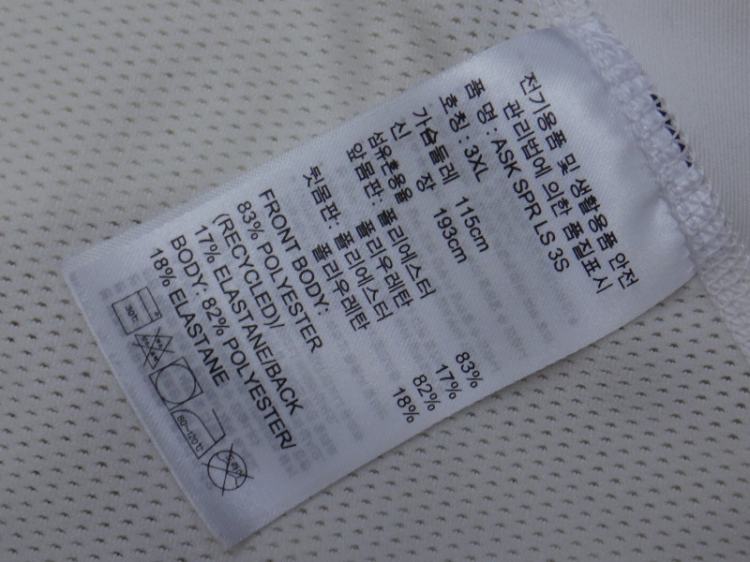 전기용품 및 생활용품 안전
관리법에 의한 품질표시
품 명 : ASK SPR LS 3S
호칭 : 3XL
가슴둘레 115cm
신 장 193cm
섬유혼용율
앞몸판: 폴리에스터 83%
폴리우레탄 17%
뒷몸판: 폴리에스터 82%
폴리우레탄 18%
FRONT BODY:
83% POLYESTER
(RECYCLED)/
17% ELASTANE/BACK
BODY: 82% POLYESTER/
18% ELASTANE